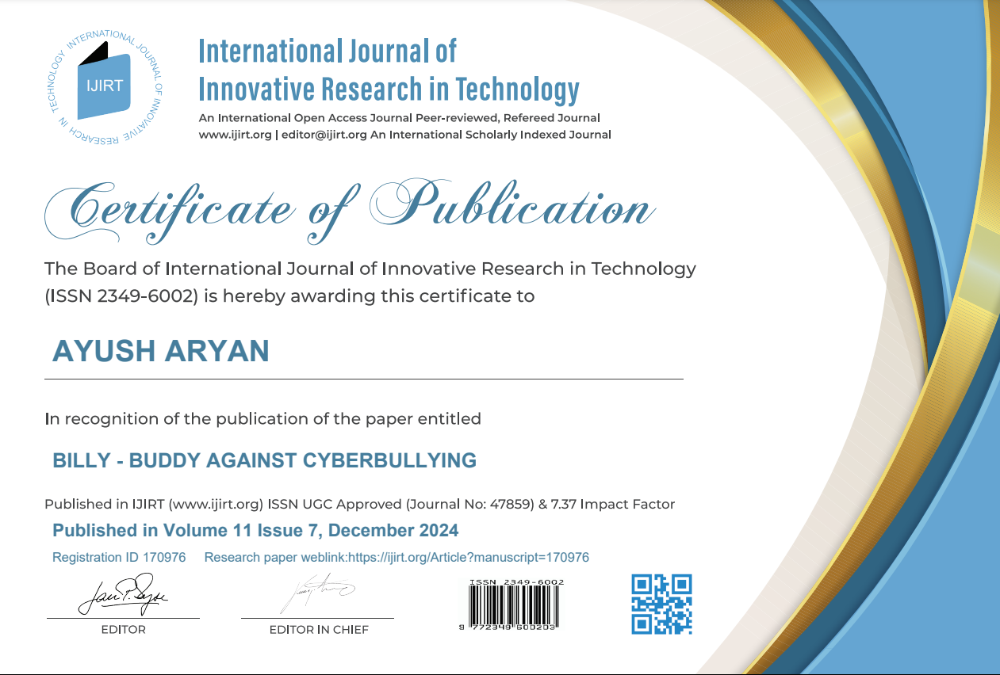 INTERNATIONAL JOURNAL OF INNOVATIVE RESEARCH IN TECHNOLOGY
IJIRT
International Journal of
Innovative Research in Technology
An International Open Access Journal Peer-reviewed, Refereed Journal
www.ijirt.org | editor@ijirt.org An International Scholarly Indexed Journal
Certificate of Publication
The Board of International Journal of Innovative Research in Technology
(ISSN 2349-6002) is hereby awarding this certificate to
AYUSH ARYAN
In recognition of the publication of the paper entitled
BILLY - BUDDY AGAINST CYBERBULLYING
Published in IJIRT (www.ijirt.org) ISSN UGC Approved (Journal No: 47859) & 7.37 Impact Factor
Published in Volume 11 Issue 7, December 2024
Registration ID 170976 Research paper weblink:https://ijirt.org/Article?manuscript=170976
ISSN 2349-6002
9 772349 600203
EDITOR
EDITOR IN CHIEF